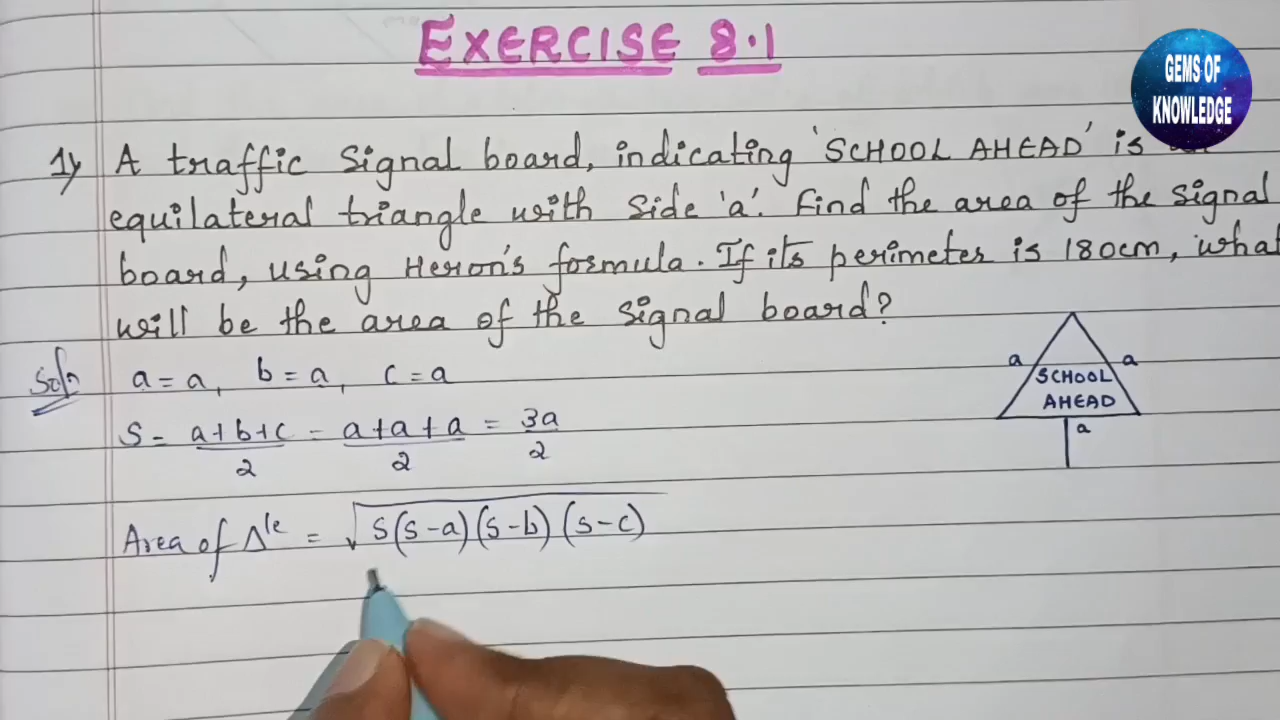 EXERCISE 8.1
GEMS OF
KNOWLEDGE
1) A traffic signal board, indicating 'SCHOOL AHEAD' is
equilateral triangle with side 'a'. Find the area of the signal
board, using Heron's formula. If its perimeter is 180cm, what
will be the area of the signal board?
Sol: a = a, b = a, c = a
S = a+b+c/2 = a+a+a/2 = 3a/2
Area of Δle = √S(S-a)(S-b)(S-c)
a a
SCHOOL
AHEAD
a